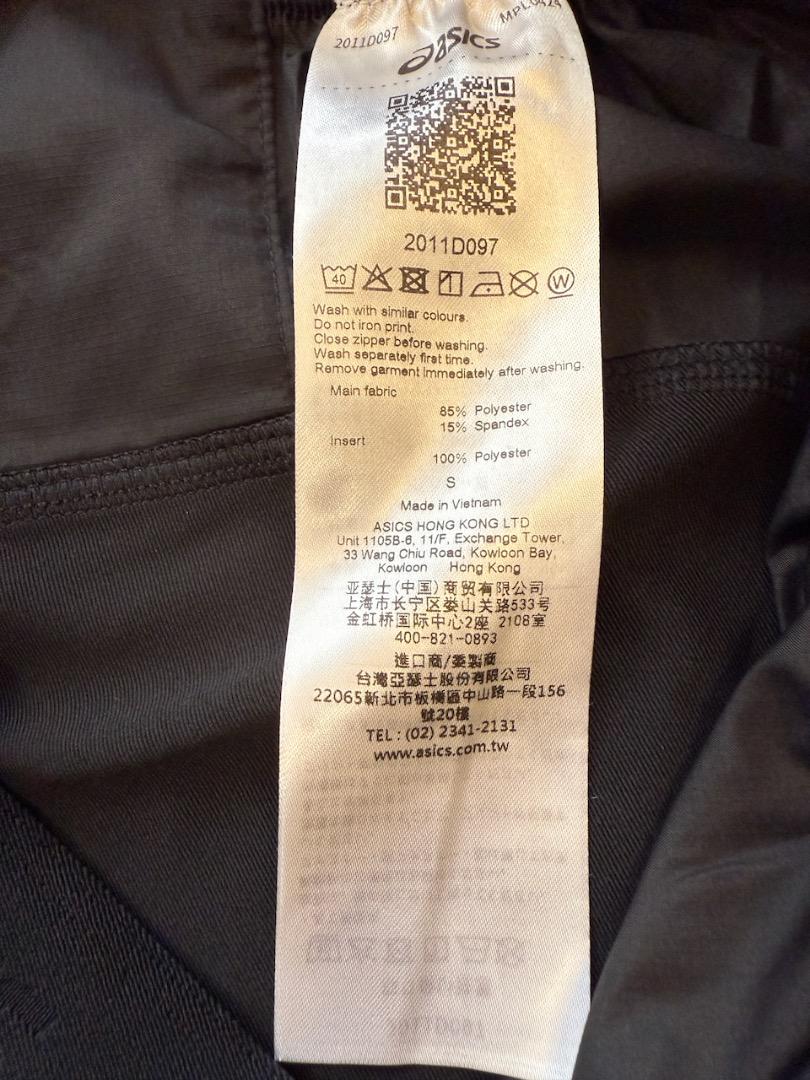 2011D097
MPL0424
asics
2011D097
40
W
Wash with similar colours.
Do not iron print.
Close zipper before washing.
Wash separately first time.
Remove garment immediately after washing.
Main fabric
85% Polyester
15% Spandex
Insert
100% Polyester
S
Made in Vietnam
ASICS HONG KONG LTD
Unit 1105B-6, 11/F, Exchange Tower,
33 Wang Chiu Road, Kowloon Bay,
Kowloon Hong Kong
亚瑟士(中国)商贸有限公司
上海市长宁区娄山关路533号
金虹桥国际中心2座 2108室
400-821-0893
進口商/委製商
台灣亞瑟士股份有限公司
22065新北市板橋區中山路一段156
號20樓
TEL : (02) 2341-2131
www.asics.com.tw